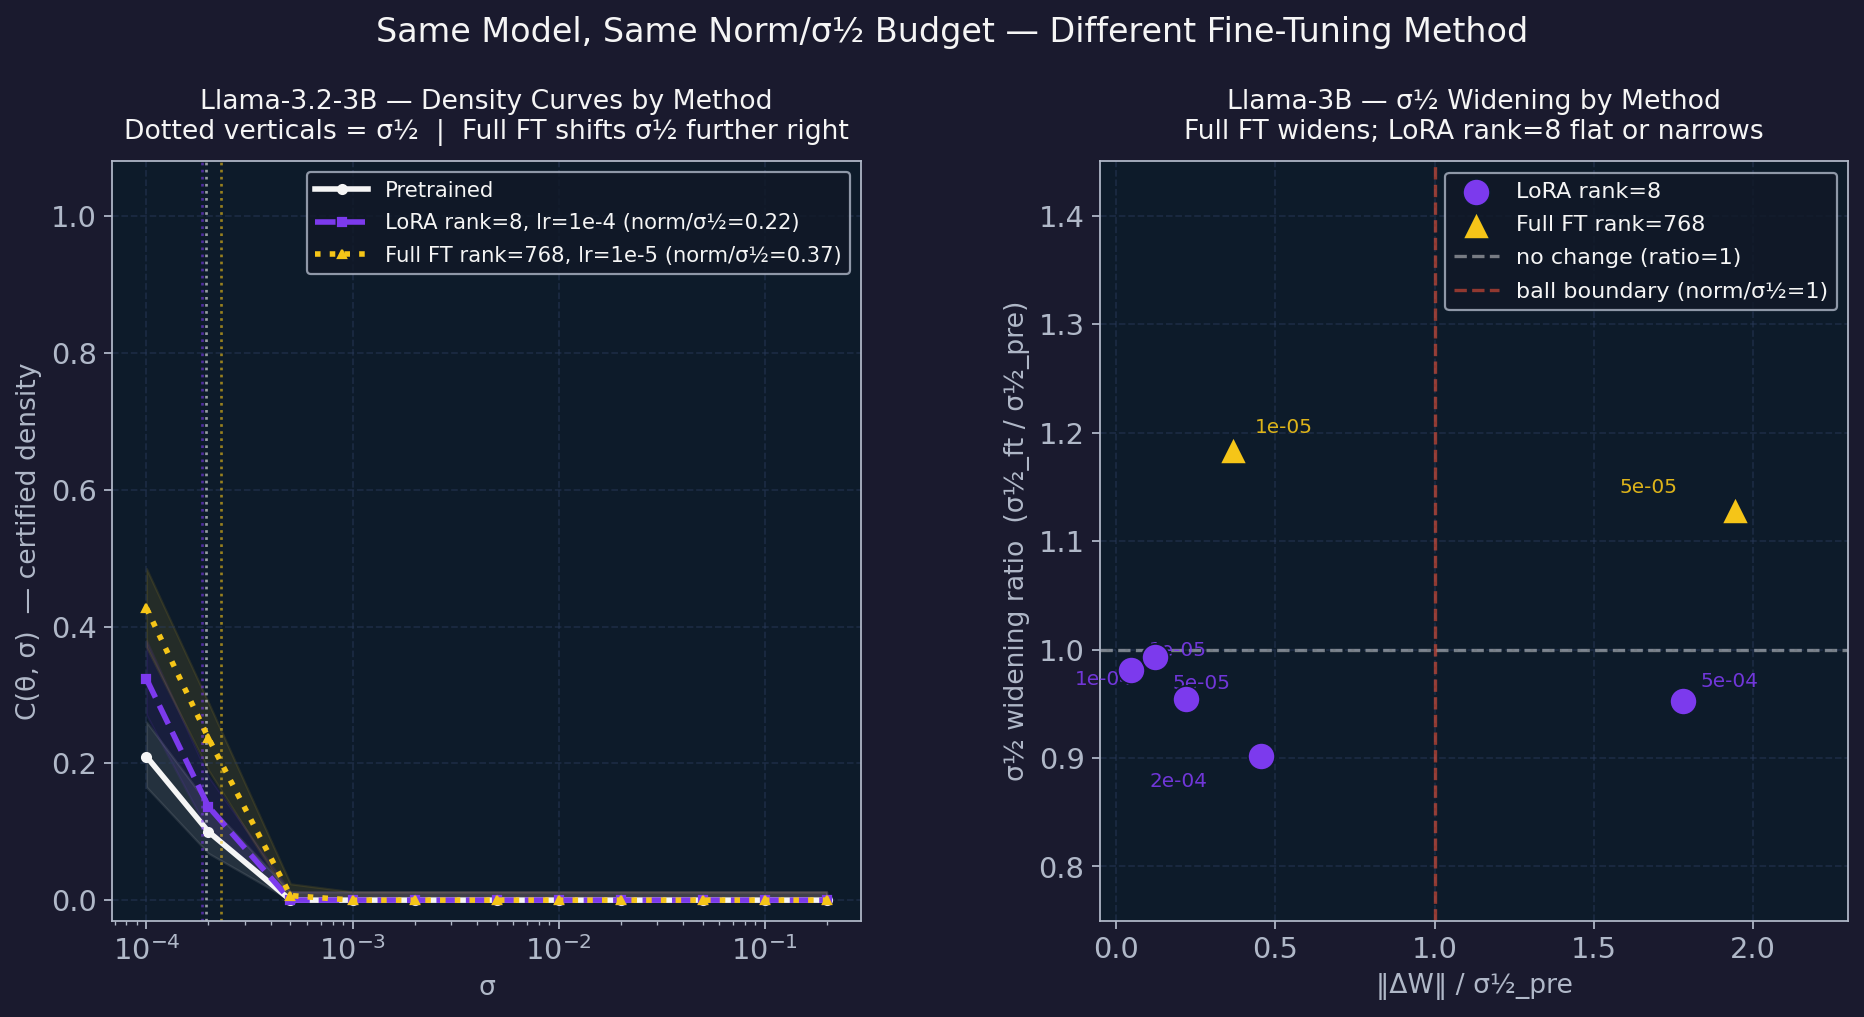 Same Model, Same Norm/σ½ Budget — Different Fine-Tuning Method
Llama-3.2-3B — Density Curves by Method
Dotted verticals = σ½ | Full FT shifts σ½ further right
C(θ, σ) — certified density
1.0
0.8
0.6
0.4
0.2
0.0
Pretrained
LoRA rank=8, lr=1e-4 (norm/σ½=0.22)
Full FT rank=768, lr=1e-5 (norm/σ½=0.37)
10⁻⁴
10⁻³
10⁻²
10⁻¹
σ
Llama-3B — σ½ Widening by Method
Full FT widens; LoRA rank=8 flat or narrows
σ½ widening ratio (σ½_ft / σ½_pre)
1.4
1.3
1.2
1.1
1.0
0.9
0.8
LoRA rank=8
Full FT rank=768
no change (ratio=1)
ball boundary (norm/σ½=1)
1e-05
5e-05
5e-05
5e-04
2e-04
0.0
0.5
1.0
1.5
2.0
‖ΔW‖ / σ½_pre